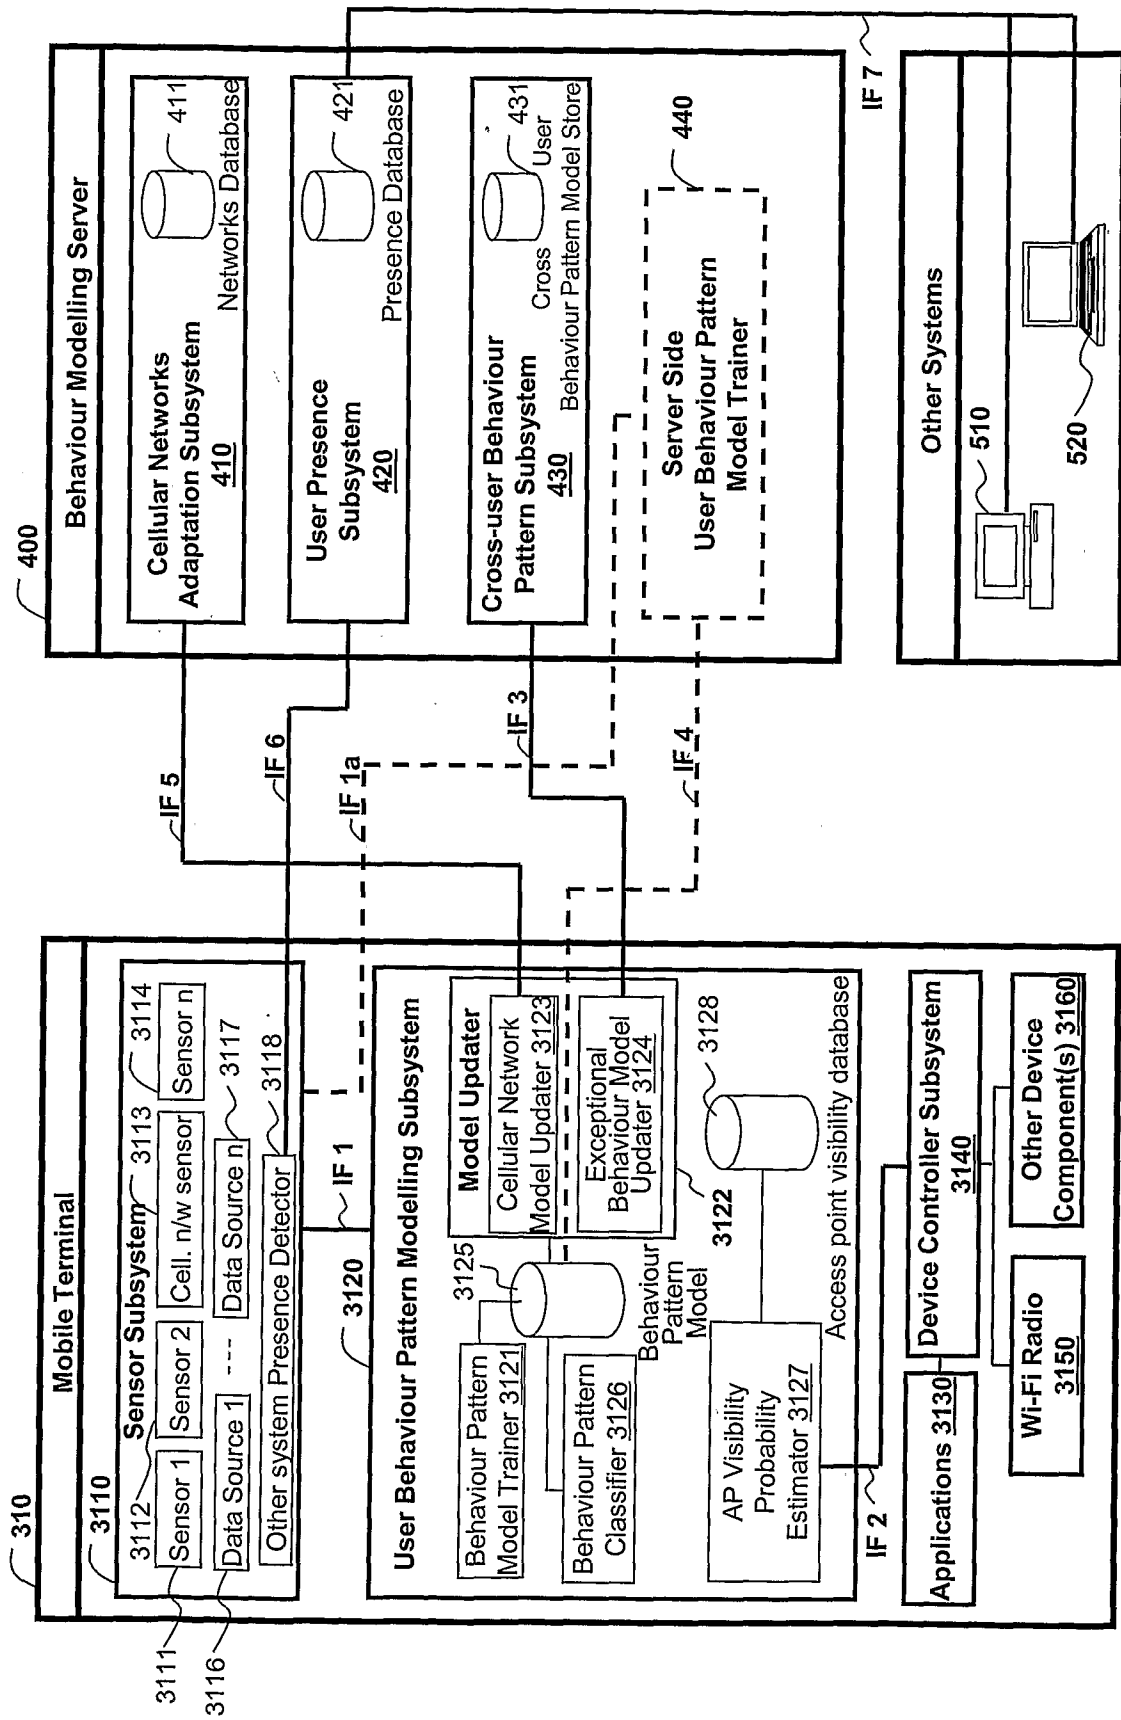 310
Mobile Terminal
3110
Sensor Subsystem
3111
3112
3113
3114
Sensor 1
Sensor 2
Cell. n/w sensor
Sensor n
3116
3117
Data Source 1
Data Source n
3118
Other system Presence Detector
IF 1
3120
User Behaviour Pattern Modelling Subsystem
Model Updater
Cellular Network
Model Updater 3123
Exceptional
Behaviour Model
Updater 3124
3122
3125
Behaviour Pattern
Model Trainer 3121
Behaviour
Pattern
Model
Behaviour Pattern
Classifier 3126
3128
AP Visibility
Probability
Estimator 3127
Access point visibility database
IF 2
Applications 3130
Device Controller Subsystem
3140
Wi-Fi Radio
3150
Other Device
Component(s) 3160
IF 5
IF 6
IF 1a
IF 3
IF 4
400
Behaviour Modelling Server
Cellular Networks
Adaptation Subsystem
410
411
Networks Database
User Presence
Subsystem
420
421
Presence Database
Cross-user Behaviour
Pattern Subsystem
430
431
Cross User
Behaviour Pattern Model Store
440
Server Side
User Behaviour Pattern
Model Trainer
IF 7
Other Systems
510
520